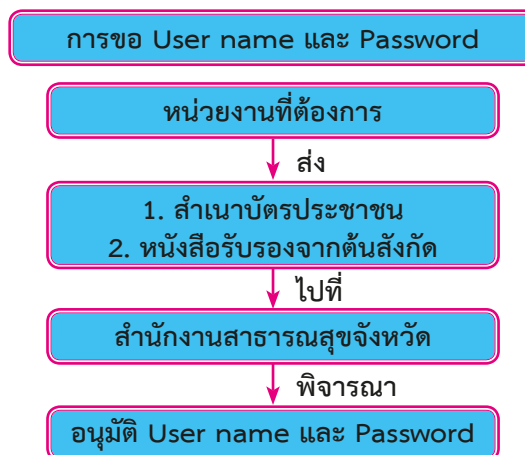 การขอ User name และ Password
หน่วยงานที่ต้องการ
ส่ง
1. สำเนาบัตรประชาชน
2. หนังสือรับรองจากต้นสังกัด
ไปที่
สำนักงานสาธารณสุขจังหวัด
พิจารณา
อนุมัติ User name และ Password